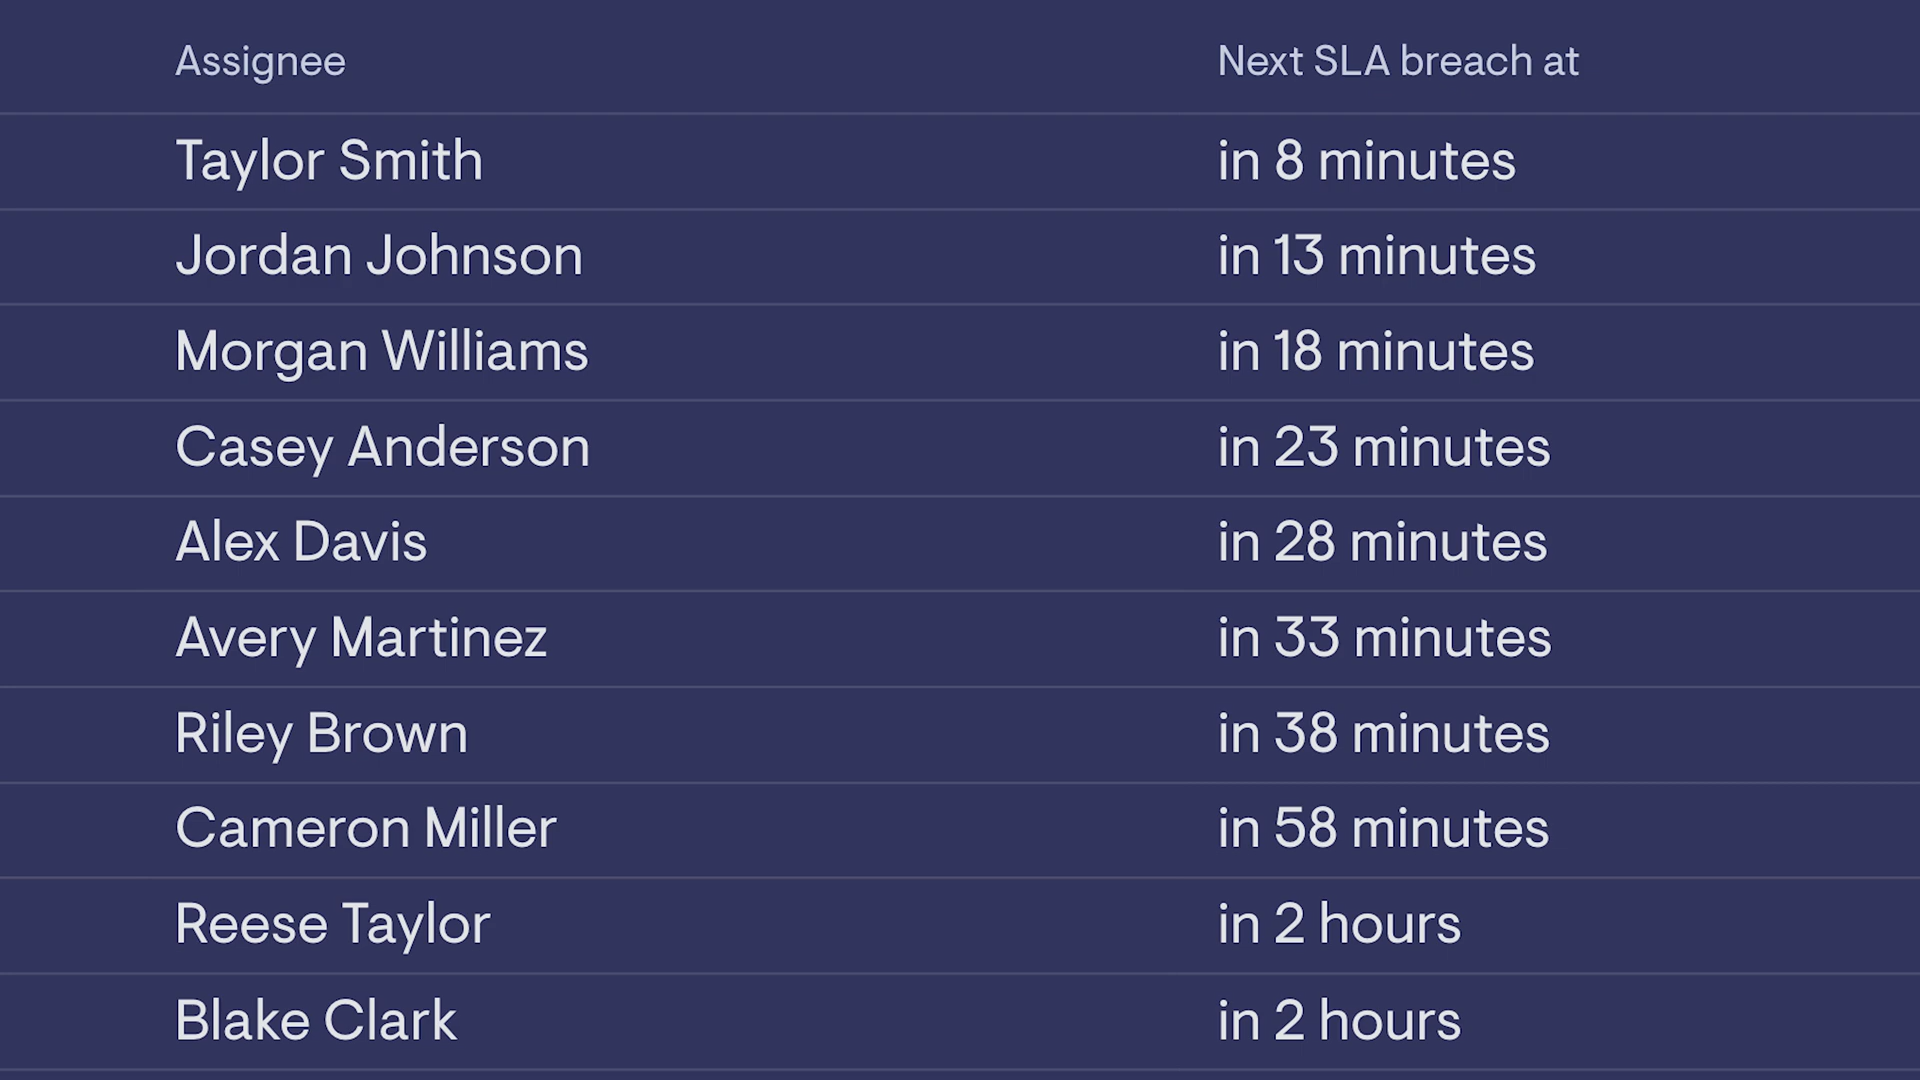 Assignee Next SLA breach at
Taylor Smith in 8 minutes
Jordan Johnson in 13 minutes
Morgan Williams in 18 minutes
Casey Anderson in 23 minutes
Alex Davis in 28 minutes
Avery Martinez in 33 minutes
Riley Brown in 38 minutes
Cameron Miller in 58 minutes
Reese Taylor in 2 hours
Blake Clark in 2 hours